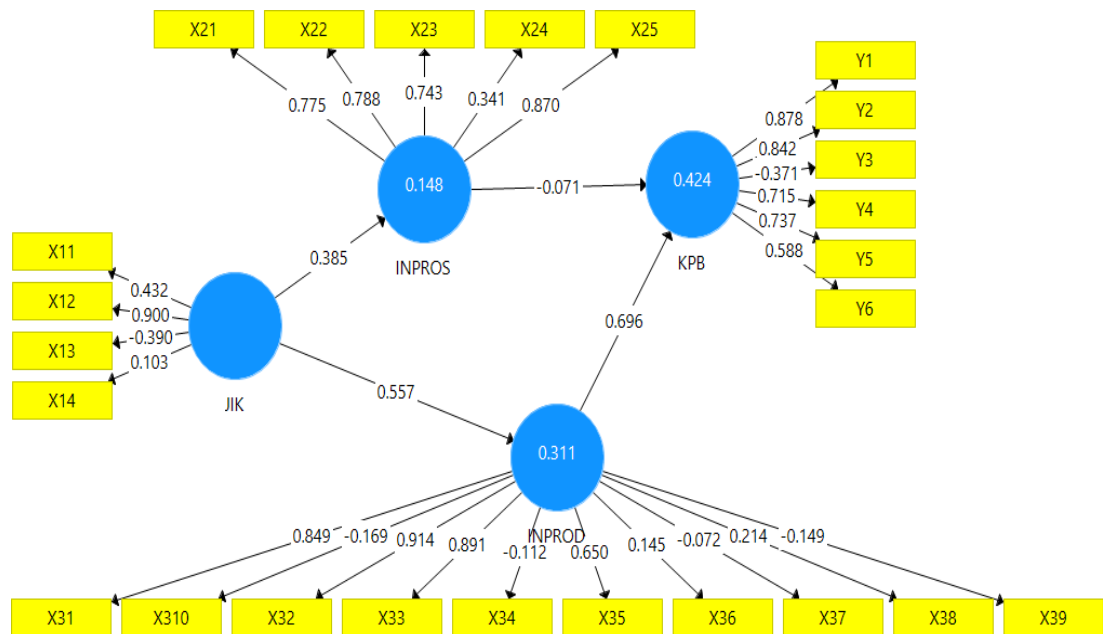 X21 X22 X23 X24 X25
Y1
Y2
Y3
Y4
Y5
Y6
0.775 0.788 0.743 0.341 0.870
0.878
0.842
-0.371
0.715
0.737
0.588
0.148
-0.071
0.424
INPROS
KPB
X11
X12
X13
X14
0.432
0.900
-0.390
0.103
0.385
JIK
0.557
0.696
0.311
INPROD
0.849 -0.169 0.914 0.891 -0.112 0.650 0.145 -0.072 0.214 -0.149
X31 X310 X32 X33 X34 X35 X36 X37 X38 X39